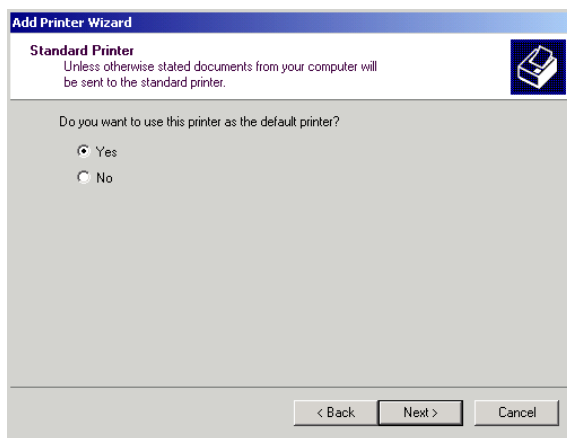 Add Printer Wizard
Standard Printer
Unless otherwise stated documents from your computer will
be sent to the standard printer.
Do you want to use this printer as the default printer?
Yes
No
< Back
Next >
Cancel